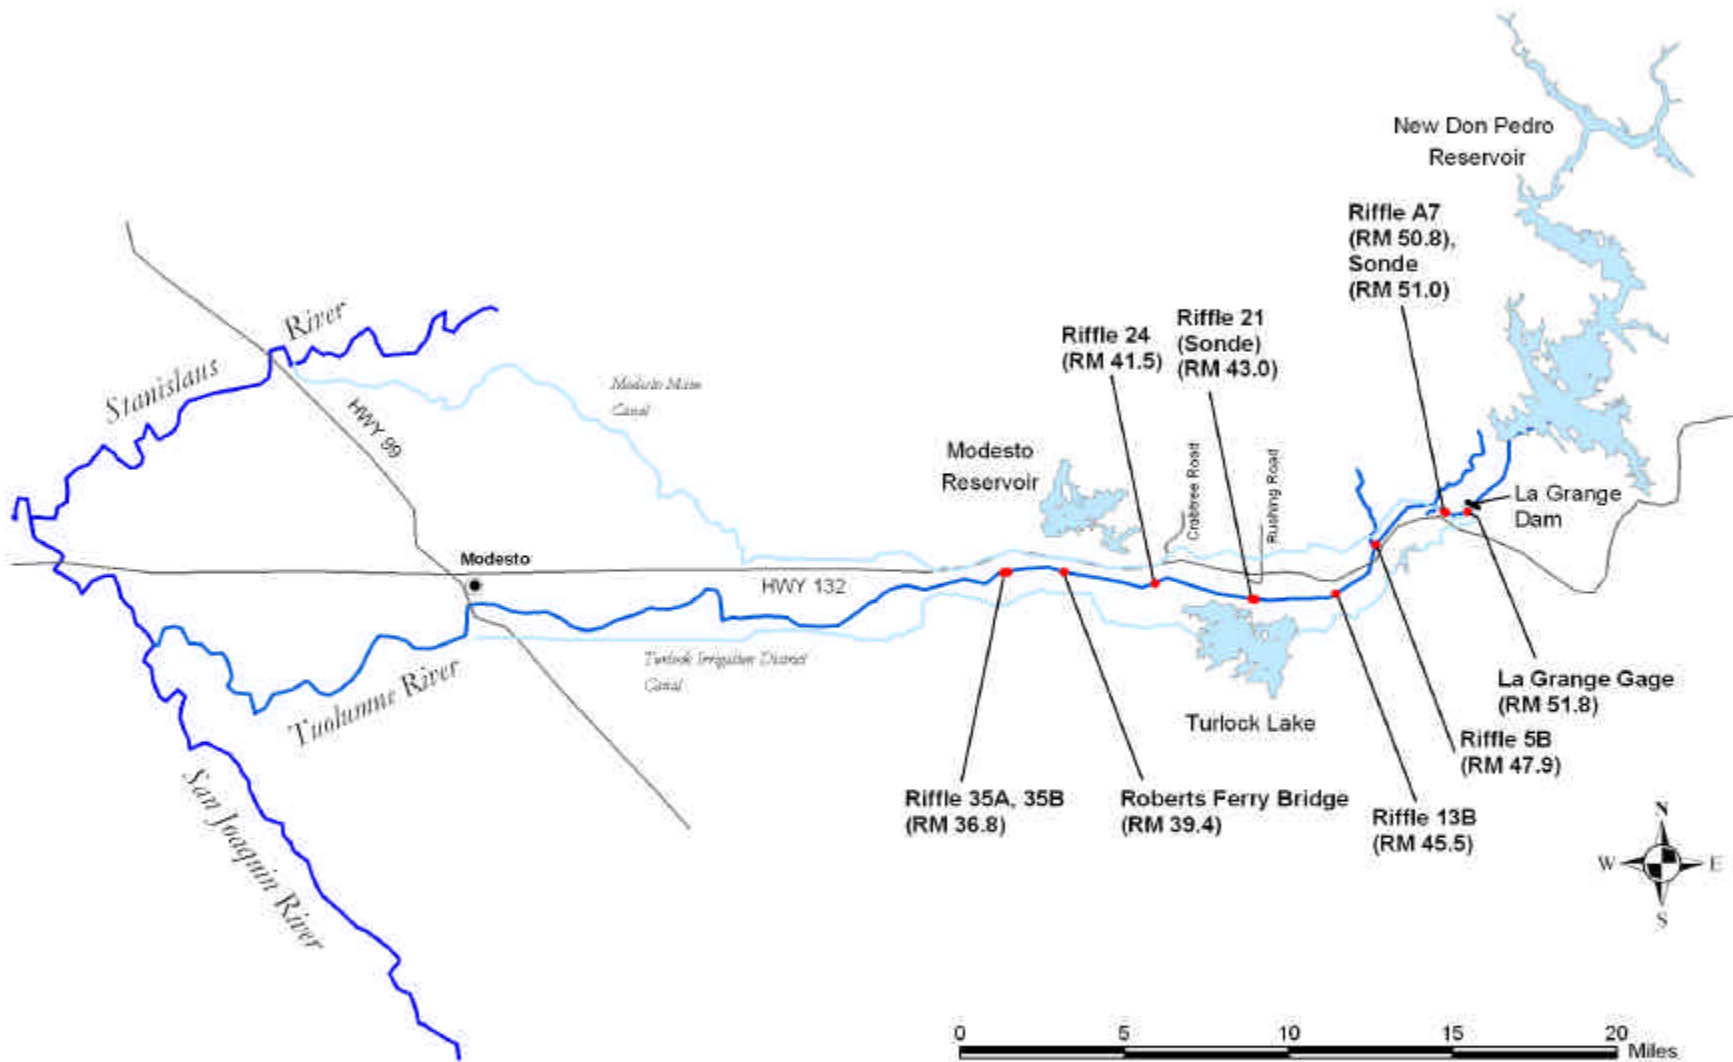 New Don Pedro
Reservoir
Riffle A7
(RM 50.8),
Sonde
(RM 51.0)
Riffle 21
(Sonde)
(RM 43.0)
Riffle 24
(RM 41.5)
Stanislaus River
HWY 99
Modesto Main
Canal
Modesto
Reservoir
Crabtree Road
Rushing Road
La Grange
Dam
Modesto
HWY 132
Turlock Irrigation District
Canal
Tuolumne River
San Joaquin River
Turlock Lake
La Grange Gage
(RM 51.8)
Riffle 5B
(RM 47.9)
Riffle 35A, 35B
(RM 36.8)
Roberts Ferry Bridge
(RM 39.4)
Riffle 13B
(RM 45.5)
N
W E
S
0 5 10 15 20
Miles